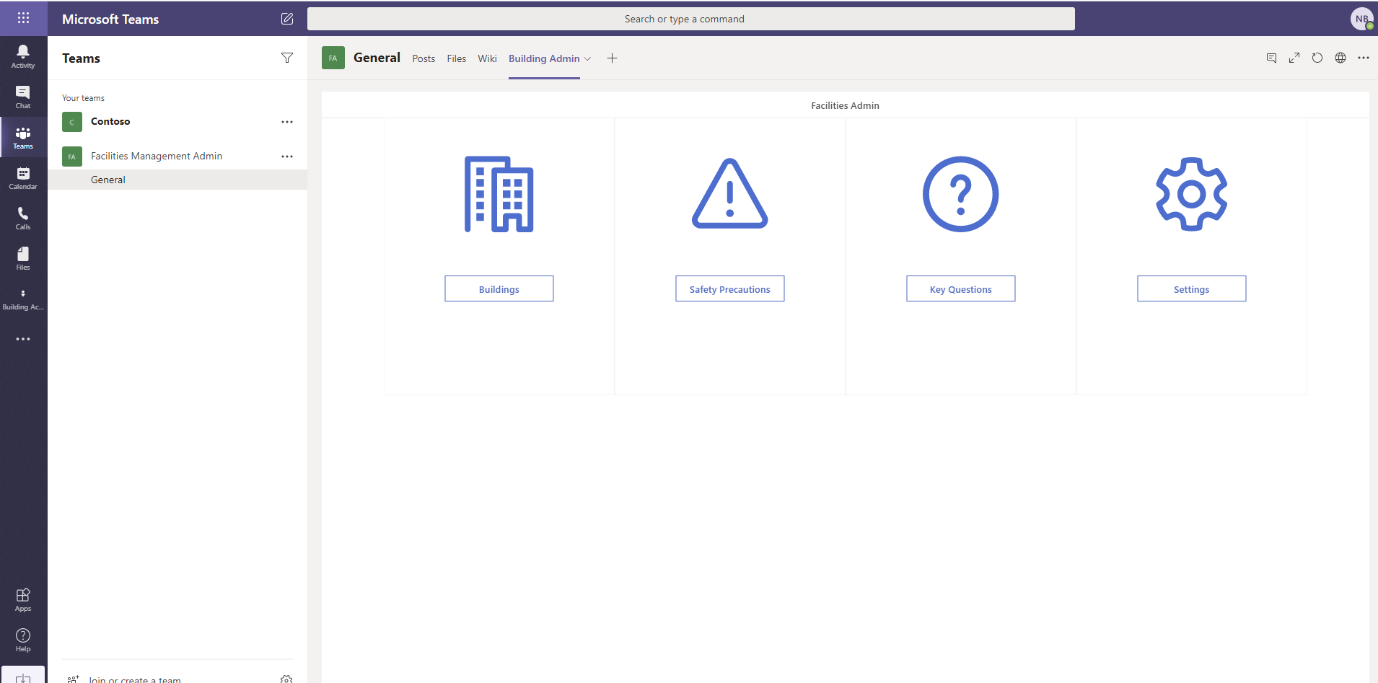 Microsoft Teams
Search or type a command
NB
Activity
Chat
Teams
Calendar
Calls
Files
Building Ac...
Apps
Help
Teams
Your teams
C
Contoso
FA
Facilities Management Admin
General
Join or create a team
FA
General Posts Files Wiki Building Admin
Facilities Admin
Buildings
Safety Precautions
Key Questions
Settings